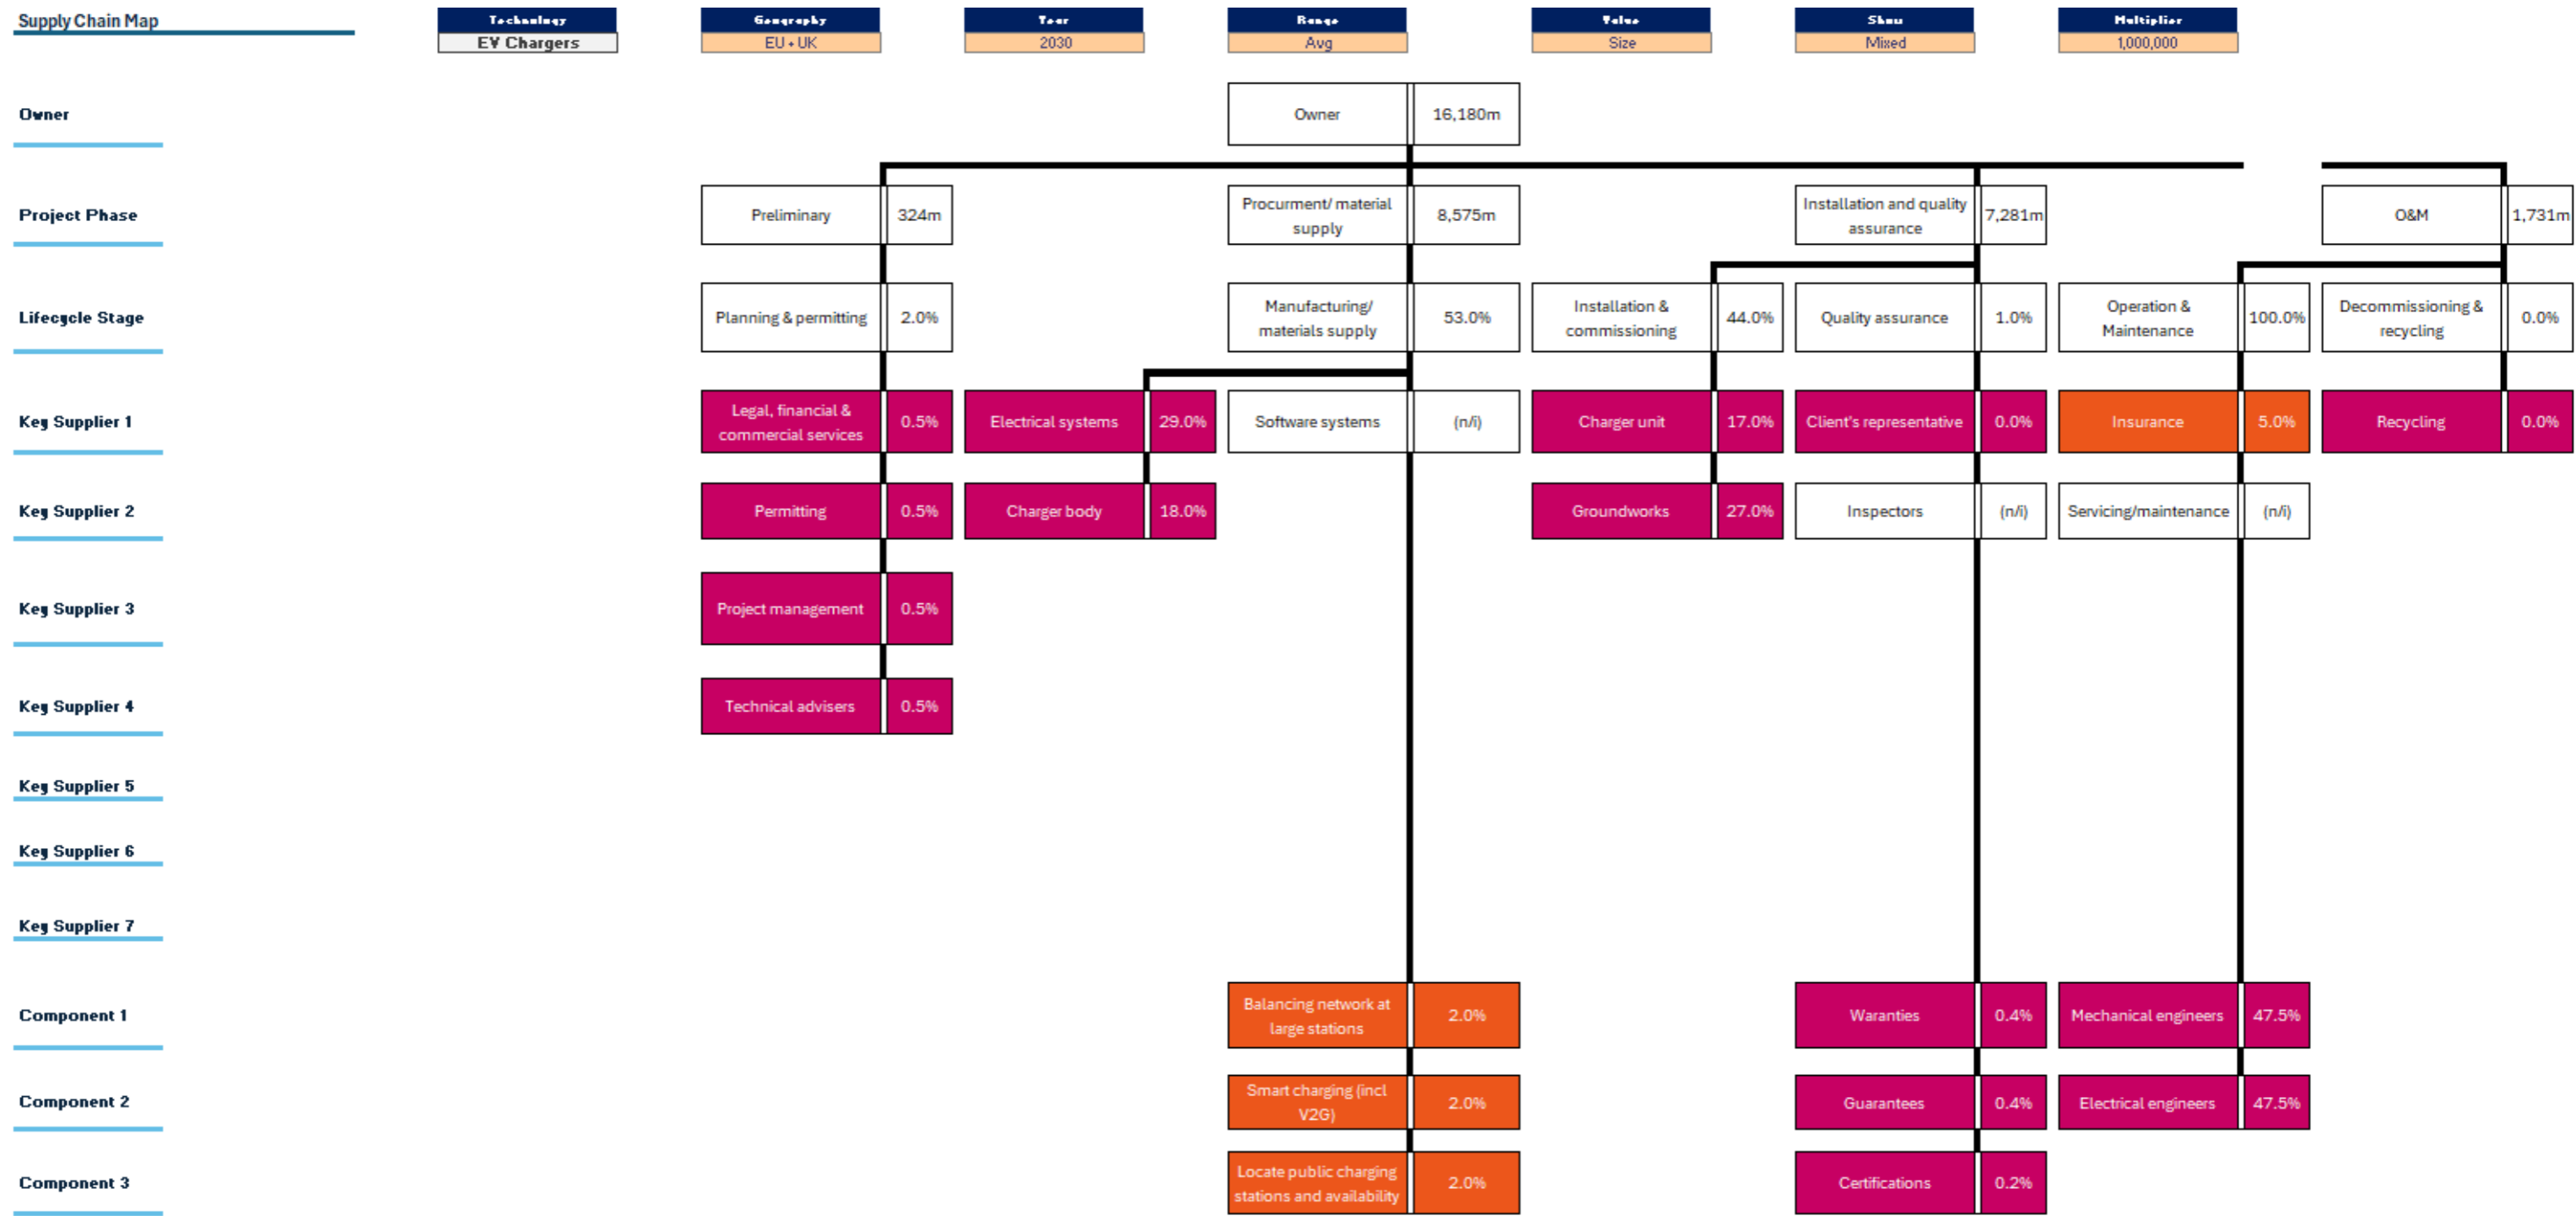 Supply Chain Map
Technology
Geography
Year
Range
Value
Show
Multiplier
EV Chargers
EU + UK
2030
Avg
Size
Mixed
1,000,000
Owner
Owner
16,180m
Project Phase
Preliminary
324m
Procurment/ material
supply
8,575m
Installation and quality
assurance
7,281m
O&M
1,731m
Lifecycle Stage
Planning & permitting
2.0%
Manufacturing/
materials supply
53.0%
Installation &
commissioning
44.0%
Quality assurance
1.0%
Operation &
Maintenance
100.0%
Decommissioning &
recycling
0.0%
Key Supplier 1
Legal, financial &
commercial services
0.5%
Electrical systems
29.0%
Software systems
(n/i)
Charger unit
17.0%
Client's representative
0.0%
Insurance
5.0%
Recycling
0.0%
Key Supplier 2
Permitting
0.5%
Charger body
18.0%
Groundworks
27.0%
Inspectors
(n/i)
Servicing/maintenance
(n/i)
Key Supplier 3
Project management
0.5%
Key Supplier 4
Technical advisers
0.5%
Key Supplier 5
Key Supplier 6
Key Supplier 7
Component 1
Balancing network at
large stations
2.0%
Waranties
0.4%
Mechanical engineers
47.5%
Component 2
Smart charging (incl
V2G)
2.0%
Guarantees
0.4%
Electrical engineers
47.5%
Component 3
Locate public charging
stations and availability
2.0%
Certifications
0.2%